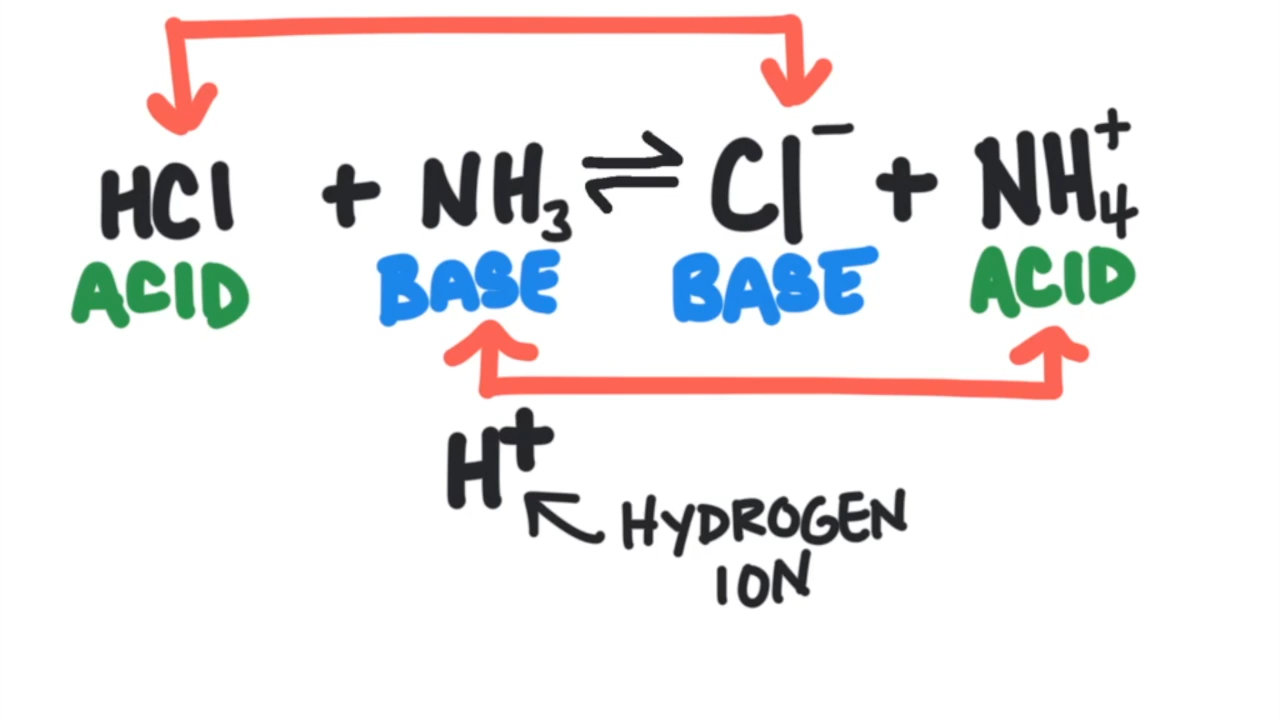 HCl + NH₃ ⇌ Cl⁻ + NH₄⁺
ACID BASE BASE ACID
H⁺
HYDROGEN
ION